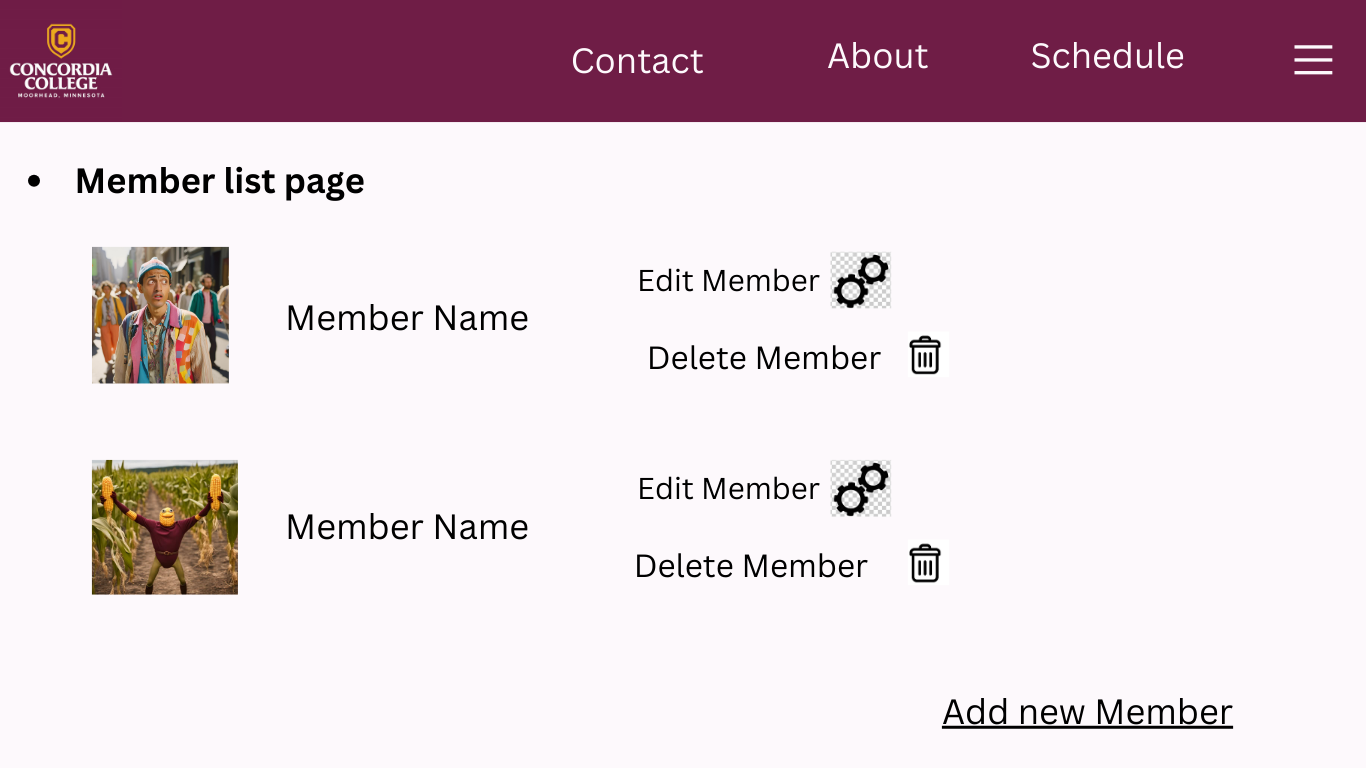 CONCORDIA
COLLEGE
MOORHEAD, MINNESOTA
Contact
About
Schedule
• Member list page
Member Name
Edit Member
Delete Member
Member Name
Edit Member
Delete Member
Add new Member